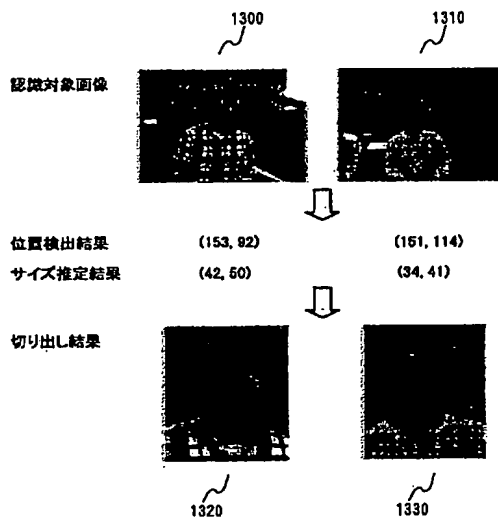 1300 1310
認識対象画像
位置検出結果 (153, 92) (151, 114)
サイズ推定結果 (42, 50) (34, 41)
切り出し結果
1320 1330